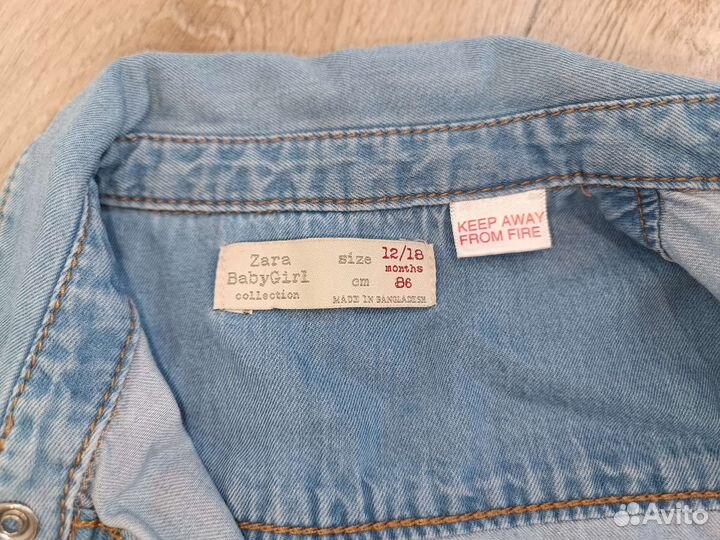 Zara
BabyGirl
collection
size 12/18
months
cm 86
MADE IN BANGLADESH
KEEP AWAY
FROM FIRE
Avito